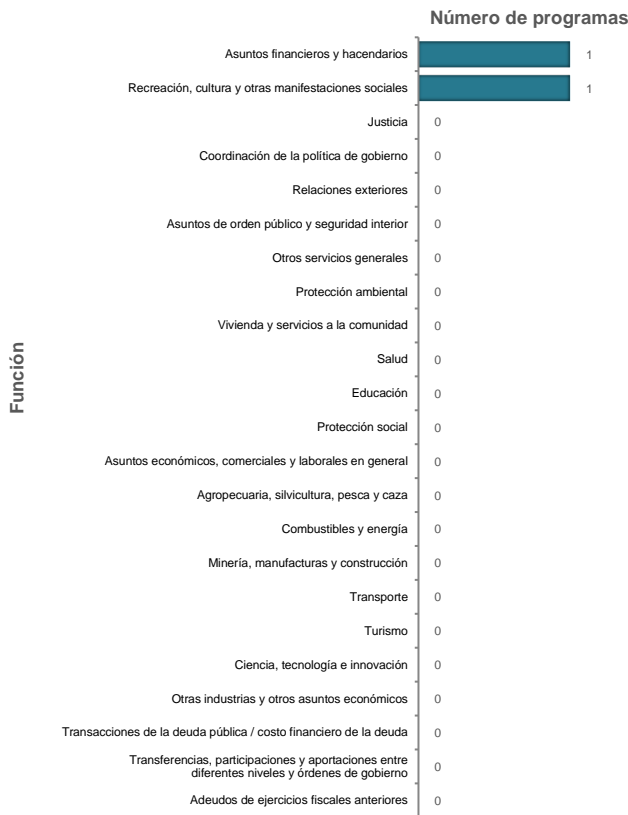 Número de programas
Función
Asuntos financieros y hacendarios 1
Recreación, cultura y otras manifestaciones sociales 1
Justicia 0
Coordinación de la política de gobierno 0
Relaciones exteriores 0
Asuntos de orden público y seguridad interior 0
Otros servicios generales 0
Protección ambiental 0
Vivienda y servicios a la comunidad 0
Salud 0
Educación 0
Protección social 0
Asuntos económicos, comerciales y laborales en general 0
Agropecuaria, silvicultura, pesca y caza 0
Combustibles y energía 0
Minería, manufacturas y construcción 0
Transporte 0
Turismo 0
Ciencia, tecnología e innovación 0
Otras industrias y otros asuntos económicos 0
Transacciones de la deuda pública / costo financiero de la deuda 0
Transferencias, participaciones y aportaciones entre
diferentes niveles y órdenes de gobierno 0
Adeudos de ejercicios fiscales anteriores 0